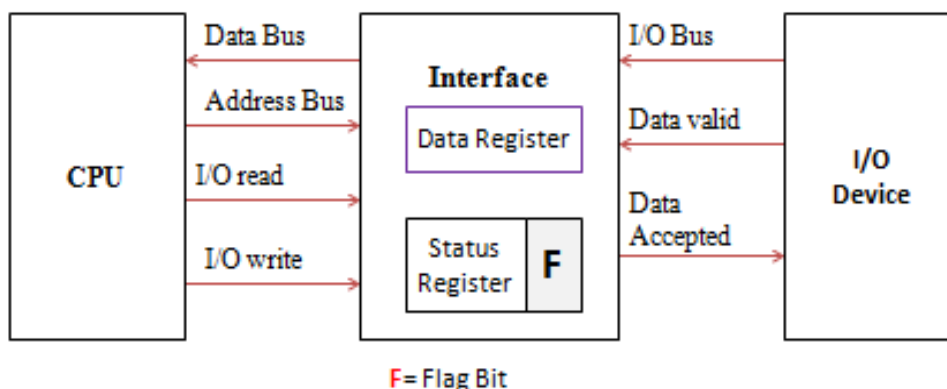 CPU
Data Bus
Address Bus
I/O read
I/O write
Interface
Data Register
Status
Register
F
I/O Bus
Data valid
Data
Accepted
I/O
Device
F= Flag Bit